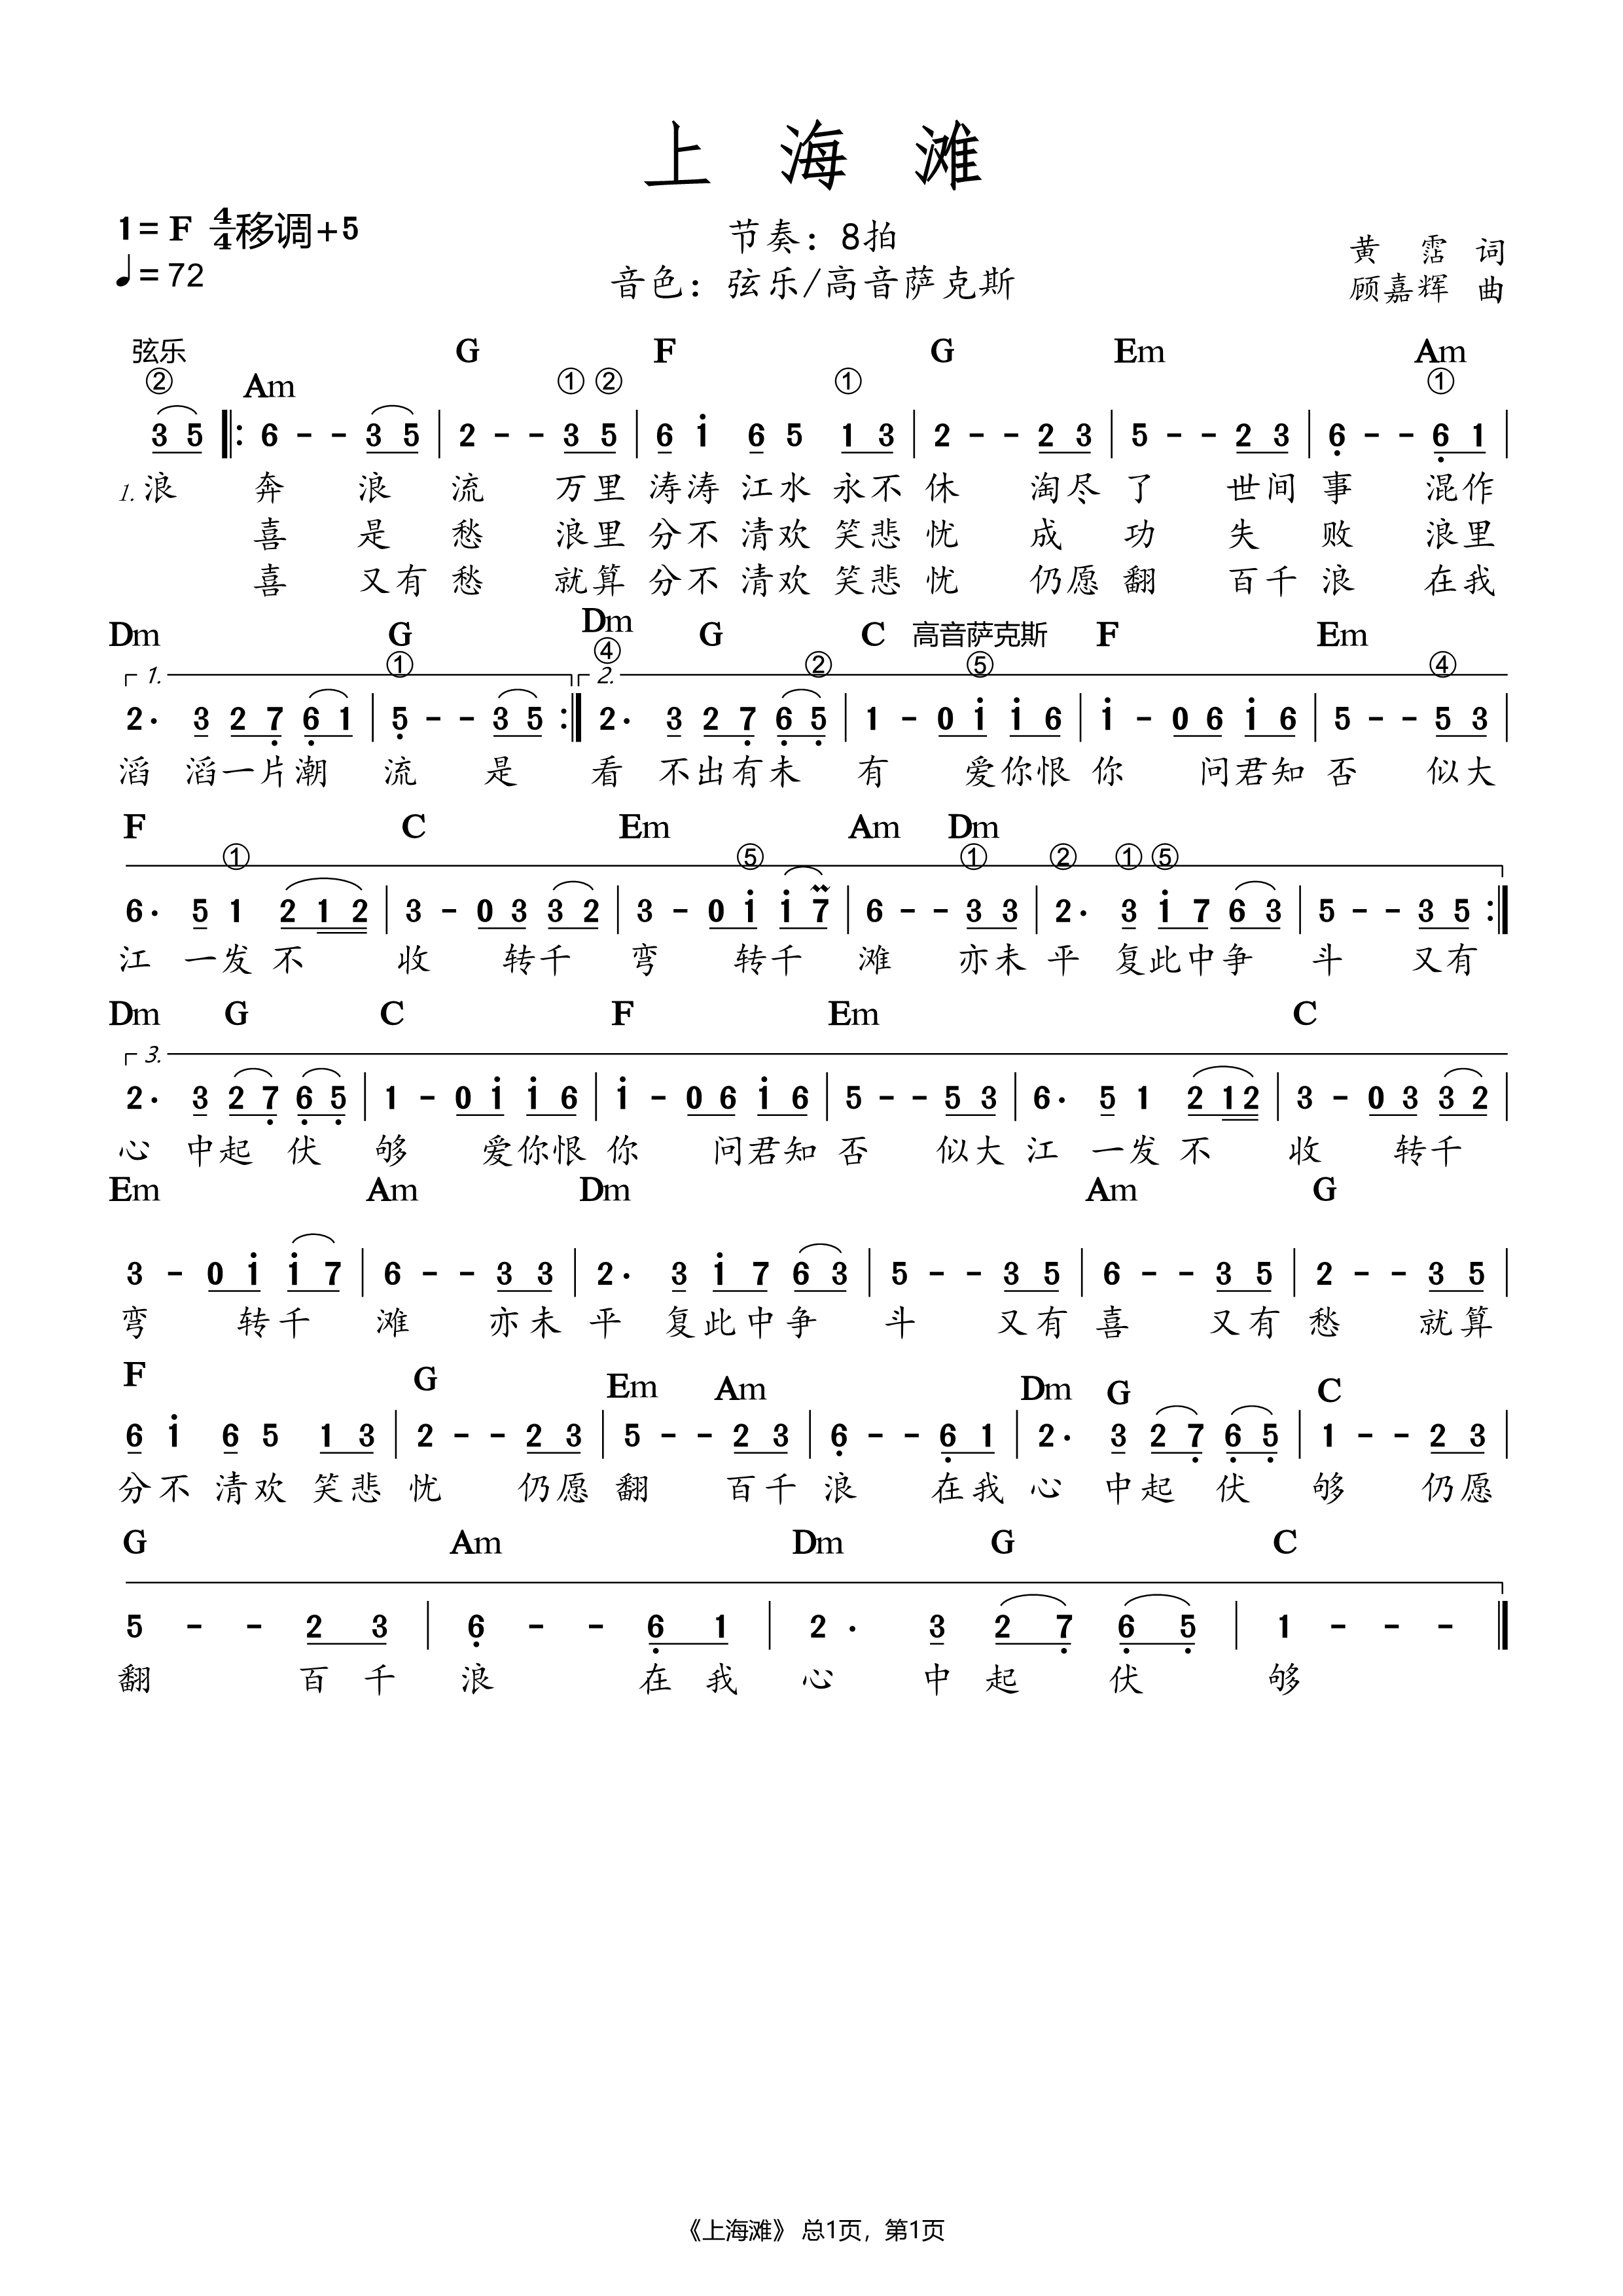 上 海 滩
1= F 4/4 移调+5
♩= 72
节奏：8拍
音色：弦乐/高音萨克斯
黄 霑 词
顾嘉辉 曲
弦乐 G F G Em Am
② Am ① ② ① ①
3 5 ‖: 6 - - 3 5 | 2 - - 3 5 | 6 i 6 5 1 3 | 2 - - 2 3 | 5 - - 2 3 | 6̣ - - 6̣ 1 |
1. 浪 奔 浪 流 万里 涛涛 江水 永不 休 淘尽 了 世间 事 混作
喜 是 愁 浪里 分不 清欢 笑悲 忧 成 功 失 败 浪里
喜 又有 愁 就算 分不 清欢 笑悲 忧 仍愿 翻 百千 浪 在我
Dm G Dm G C 高音萨克斯 F Em
① ④ ② ⑤ ④
1. 2.
2· 3 2 7̣ 6̣ 1 | 5̣ - - 3 5 :‖ 2· 3 2 7̣ 6̣ 5̣ | 1 - 0 i i 6 | i - 0 6 i 6 | 5 - - 5 3 |
滔 滔一片潮 流 是 看 不出有未 有 爱你恨 你 问君知 否 似大
F C Em Am Dm
① ⑤ ① ② ① ⑤
6· 5 1 2 1 2 | 3 - 0 3 3 2 | 3 - 0 i i 7 | 6 - - 3 3 | 2· 3 i 7 6 3 | 5 - - 3 5 :‖
江 一发 不 收 转千 弯 转千 滩 亦未 平 复此中争 斗 又有
Dm G C F Em C
3.
2· 3 2 7̣ 6̣ 5̣ | 1 - 0 i i 6 | i - 0 6 i 6 | 5 - - 5 3 | 6· 5 1 2 1 2 | 3 - 0 3 3 2 |
心 中起 伏 够 爱你恨 你 问君知 否 似大 江 一发 不 收 转千
Em Am Dm Am G
3 - 0 i i 7 | 6 - - 3 3 | 2· 3 i 7 6 3 | 5 - - 3 5 | 6 - - 3 5 | 2 - - 3 5 |
弯 转千 滩 亦未 平 复此中争 斗 又有 喜 又有 愁 就算
F G Em Am Dm G C
6 i 6 5 1 3 | 2 - - 2 3 | 5 - - 2 3 | 6̣ - - 6̣ 1 | 2· 3 2 7̣ 6̣ 5̣ | 1 - - 2 3 |
分不 清欢 笑悲 忧 仍愿 翻 百千 浪 在我 心 中起 伏 够 仍愿
G Am Dm G C
5 - - 2 3 | 6̣ - - 6̣ 1 | 2· 3 2 7̣ 6̣ 5̣ | 1 - - - ‖
翻 百 千 浪 在 我 心 中 起 伏 够
《上海滩》 总1页，第1页